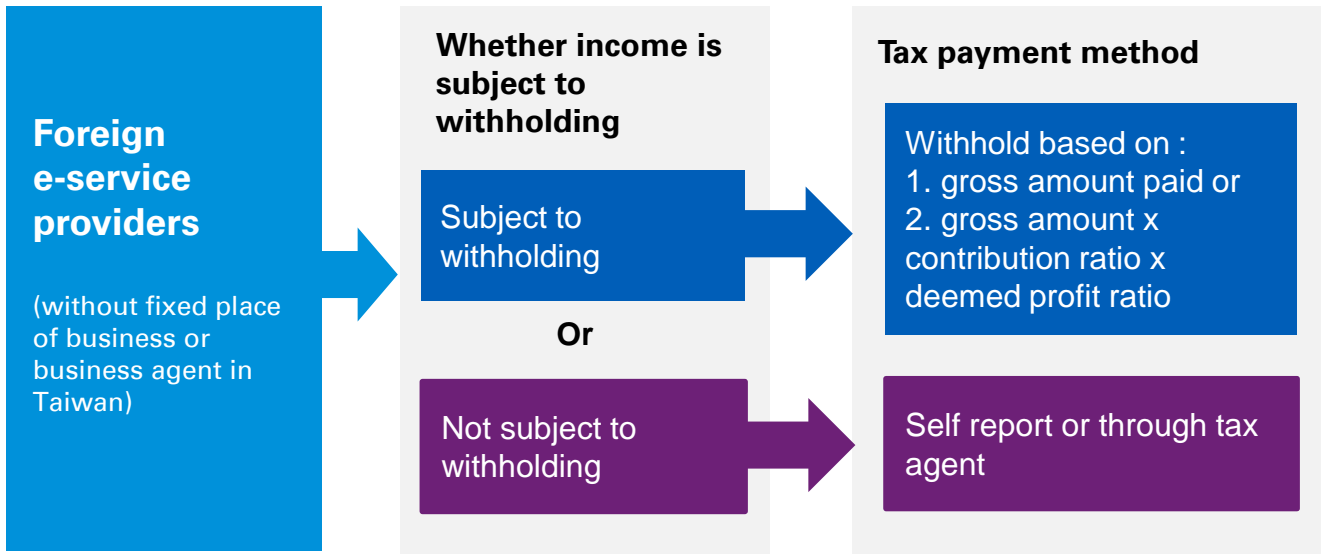 Foreign
e-service
providers
(without fixed place
of business or
business agent in
Taiwan)
Whether income is
subject to
withholding
Subject to
withholding
Or
Not subject to
withholding
Tax payment method
Withhold based on :
1. gross amount paid or
2. gross amount x
contribution ratio x
deemed profit ratio
Self report or through tax
agent